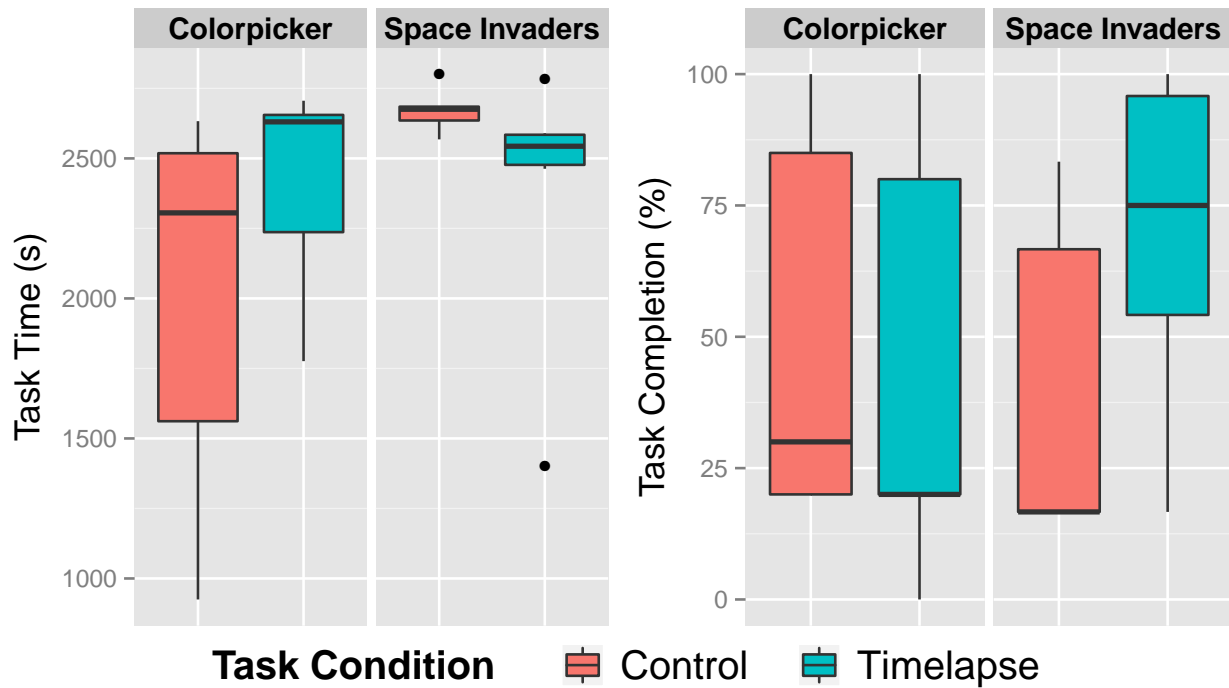 Colorpicker Space Invaders
Task Time (s)
2500
2000
1500
1000
Colorpicker Space Invaders
Task Completion (%)
100
75
50
25
0
Task Condition Control Timelapse